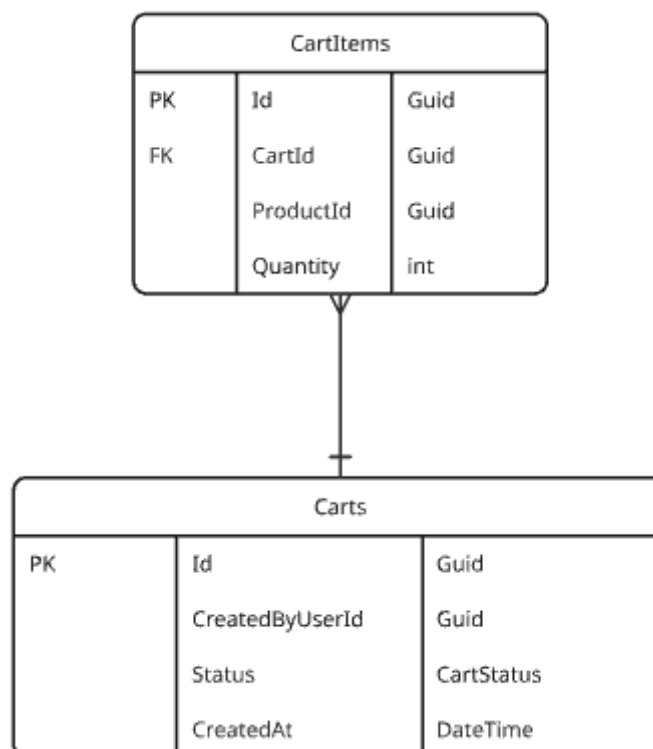 CartItems
PK Id Guid
FK CartId Guid
ProductId Guid
Quantity int
Carts
PK Id Guid
CreatedByUserId Guid
Status CartStatus
CreatedAt DateTime